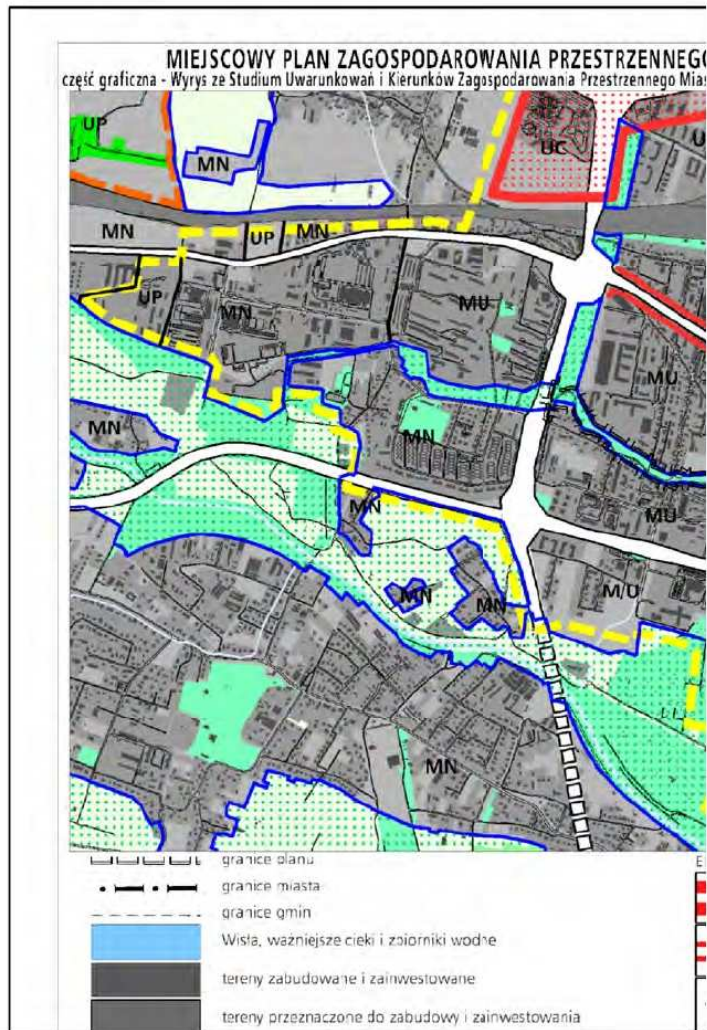 MIEJSCOWY PLAN ZAGOSPODAROWANIA PRZESTRZENNEGO
część graficzna - Wyrys ze Studium Uwarunkowań i Kierunków Zagospodarowania Przestrzennego Mias
UP
UC
U
MN
MN
UP
MN
UP
MN
MU
MU
MN
MN
MN
MU
MN
MN
M/U
MN
granice planu
E
granice miasta
granice gmin
Wisła, ważniejsze cieki i zbiorniki wodne
tereny zabudowane i zainwestowane
tereny przeznaczone do zabudowy i zainwestowania